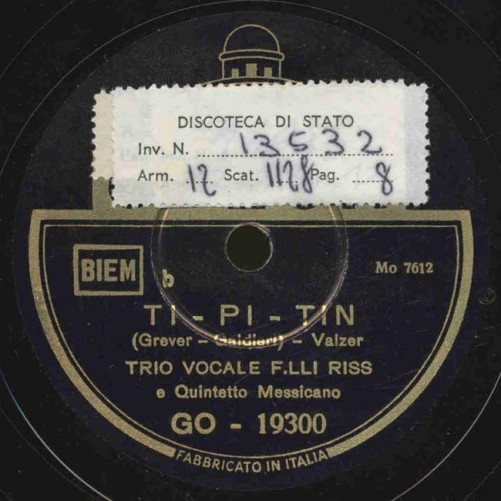 DISCOTECA DI STATO
Inv. N. 13532
Arm. 12 Scat. 1128 Pag. 8
BIEM
b
Mo 7612
TI - PI - TIN
(Grever - Galdieri) - Valzer
TRIO VOCALE F.LLI RISS
e Quintetto Messicano
GO - 19300
FABBRICATO IN ITALIA